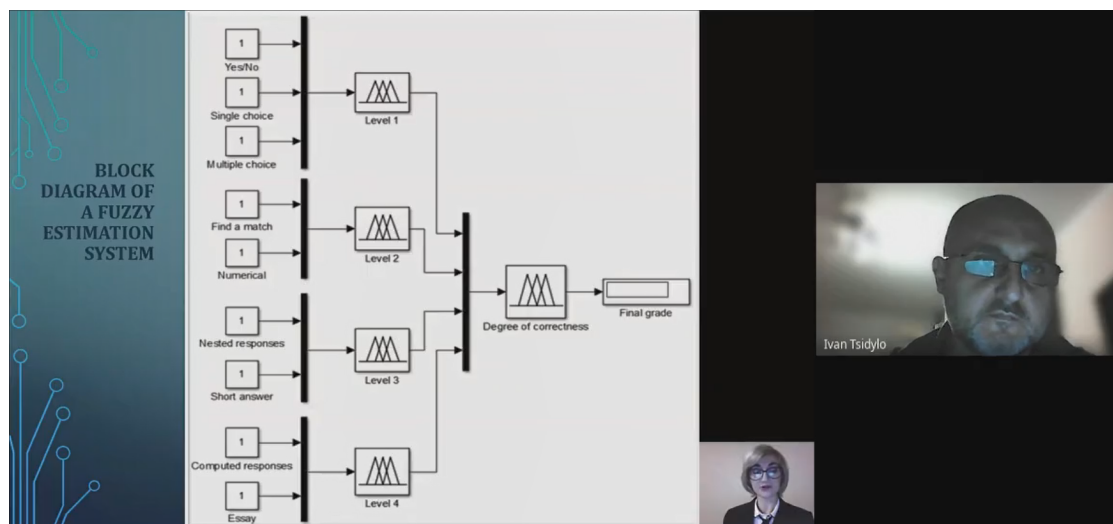 BLOCK
DIAGRAM OF
A FUZZY
ESTIMATION
SYSTEM
1
Yes/No
1
Single choice
1
Multiple choice
Level 1
1
Find a match
1
Numerical
Level 2
1
Nested responses
1
Short answer
Level 3
1
Computed responses
1
Essay
Level 4
Degree of correctness
Final grade
Ivan Tsidylo